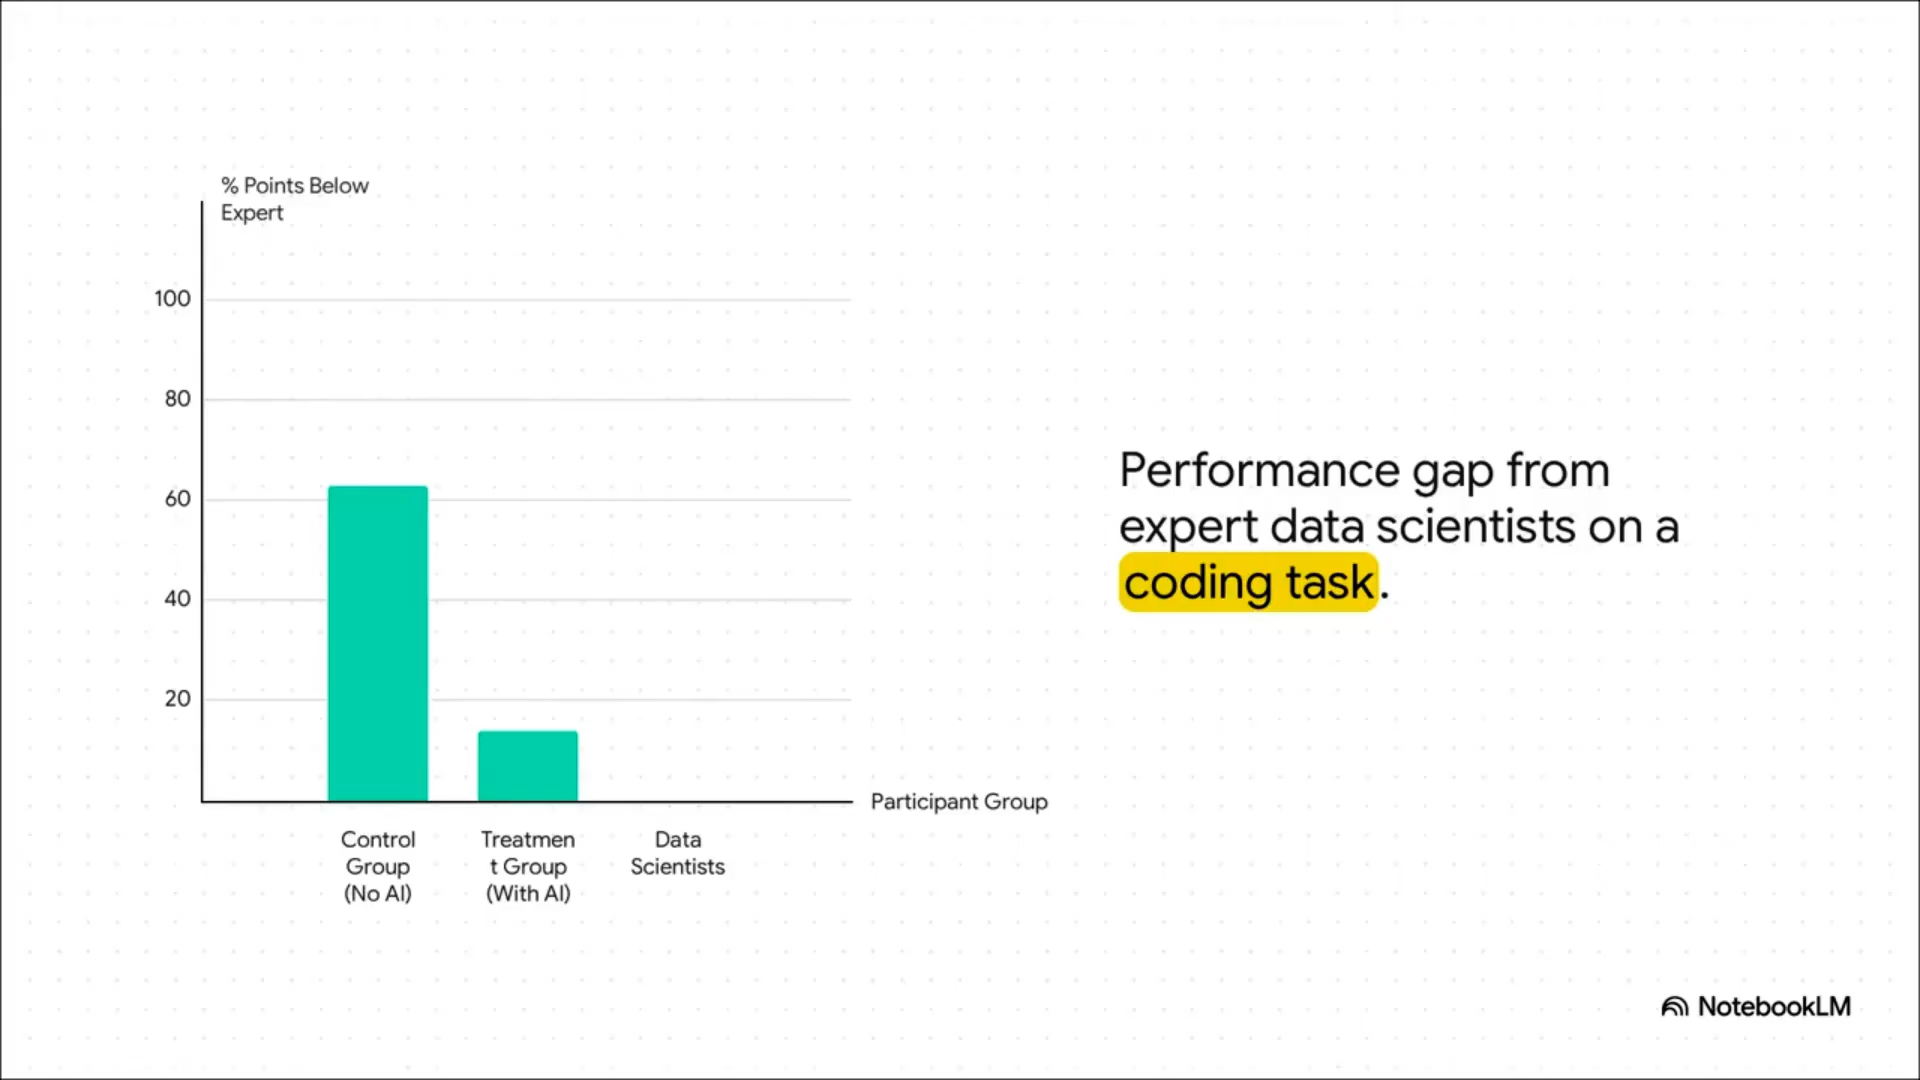 % Points Below
Expert
100
80
60
40
20
Participant Group
Control
Group
(No AI)
Treatmen
t Group
(With AI)
Data
Scientists
Performance gap from
expert data scientists on a
coding task.
NotebookLM